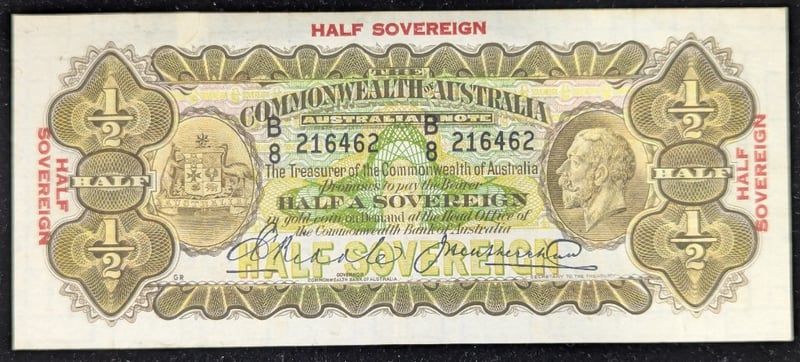 HALF SOVEREIGN
HALF SOVEREIGN
HALF SOVEREIGN
1/2
1/2
THE
COMMONWEALTH OF AUSTRALIA
AUSTRALIAN NOTE
B/8 216462 B/8 216462
The Treasurer of the Commonwealth of Australia
Promises to pay the Bearer
HALF A SOVEREIGN
in gold coin on Demand at the Head Office of
the Commonwealth Bank of Australia
HALF SOVEREIGN
HALF
HALF
AUSTRALIA
1/2
1/2
GR
GOVERNOR
COMMONWEALTH BANK OF AUSTRALIA
SECRETARY TO THE TREASURY